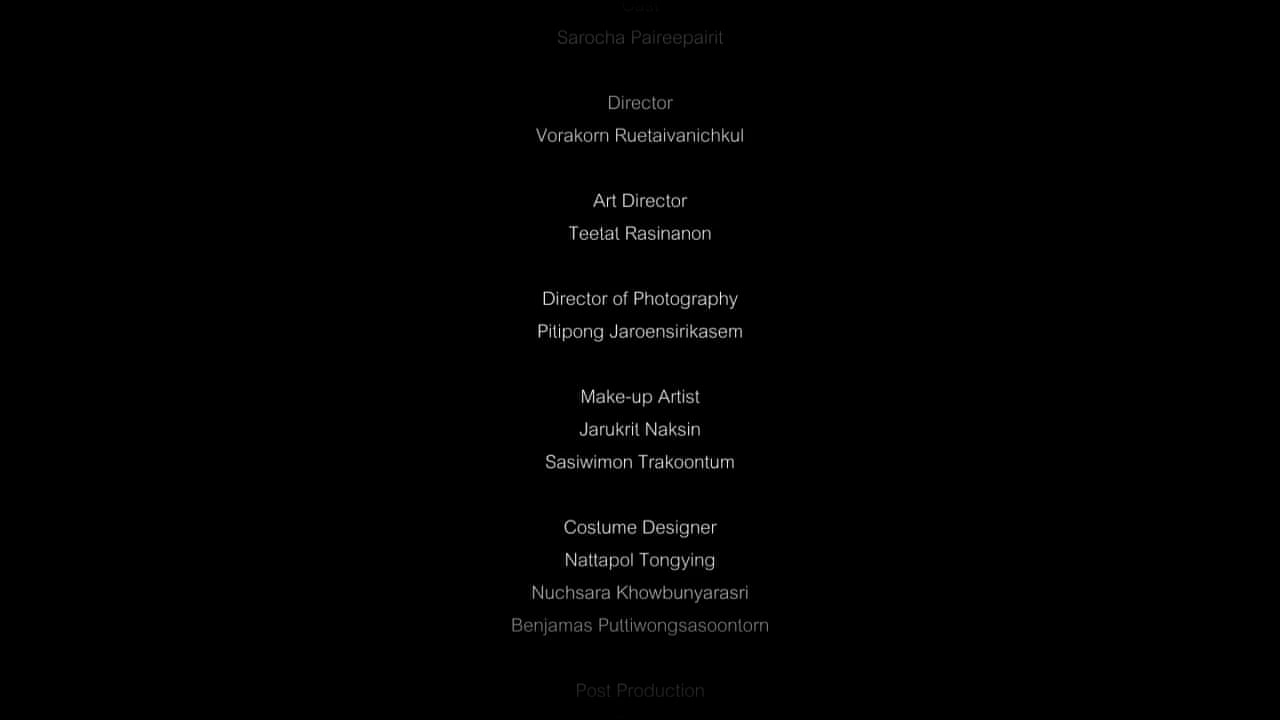 Sarocha Paireepairit
Director
Vorakorn Ruetaivanichkul
Art Director
Teetat Rasinanon
Director of Photography
Pitipong Jaroensirikasem
Make-up Artist
Jarukrit Naksin
Sasiwimon Trakoontum
Costume Designer
Nattapol Tongying
Nuchsara Khowbunyarasri
Benjamas Puttiwongsasoontorn
Post Production